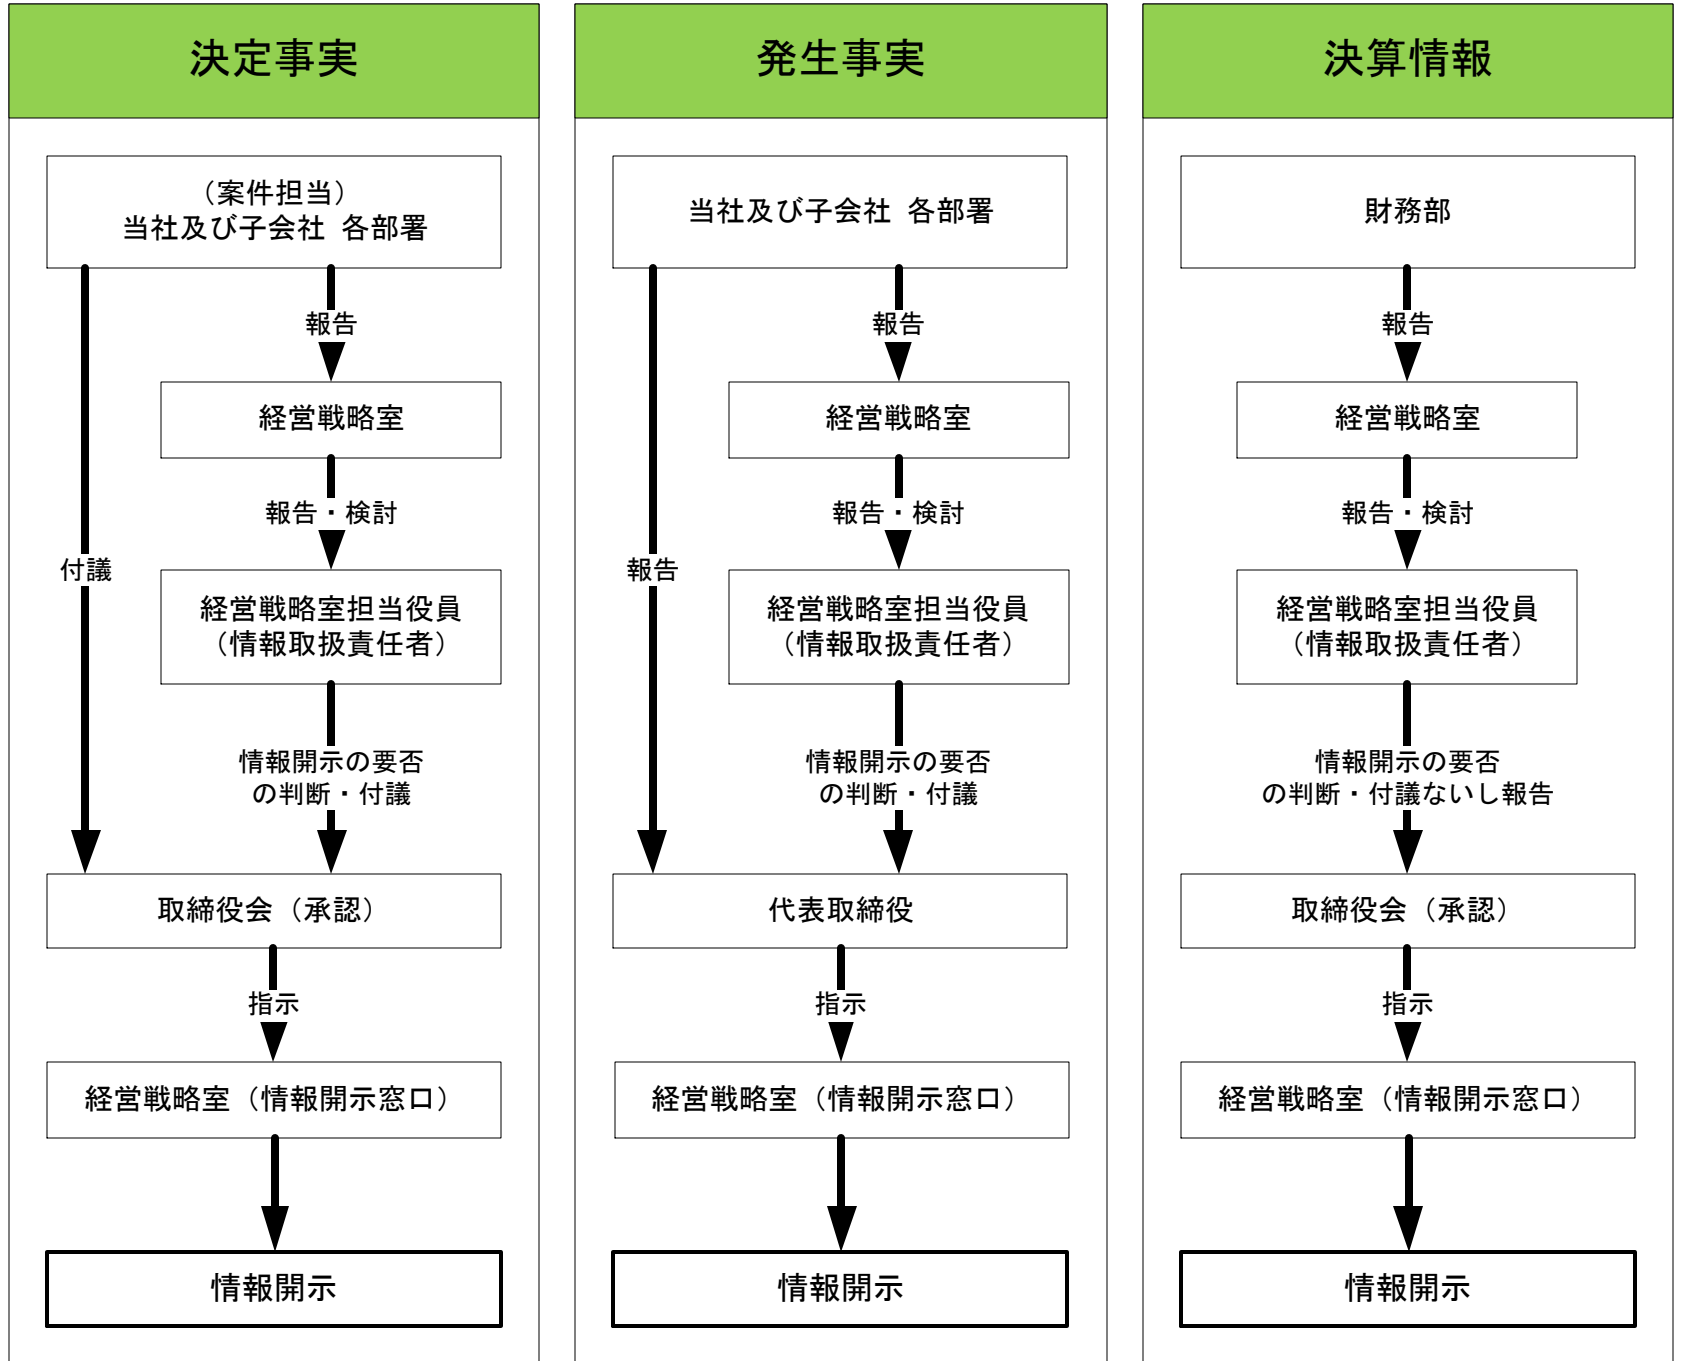 決定事実
（案件担当）
当社及び子会社 各部署
報告
経営戦略室
報告・検討
付議
経営戦略室担当役員
（情報取扱責任者）
情報開示の要否
の判断・付議
取締役会（承認）
指示
経営戦略室（情報開示窓口）
情報開示
発生事実
当社及び子会社 各部署
報告
経営戦略室
報告・検討
報告
経営戦略室担当役員
（情報取扱責任者）
情報開示の要否
の判断・付議
代表取締役
指示
経営戦略室（情報開示窓口）
情報開示
決算情報
財務部
報告
経営戦略室
報告・検討
経営戦略室担当役員
（情報取扱責任者）
情報開示の要否
の判断・付議ないし報告
取締役会（承認）
指示
経営戦略室（情報開示窓口）
情報開示